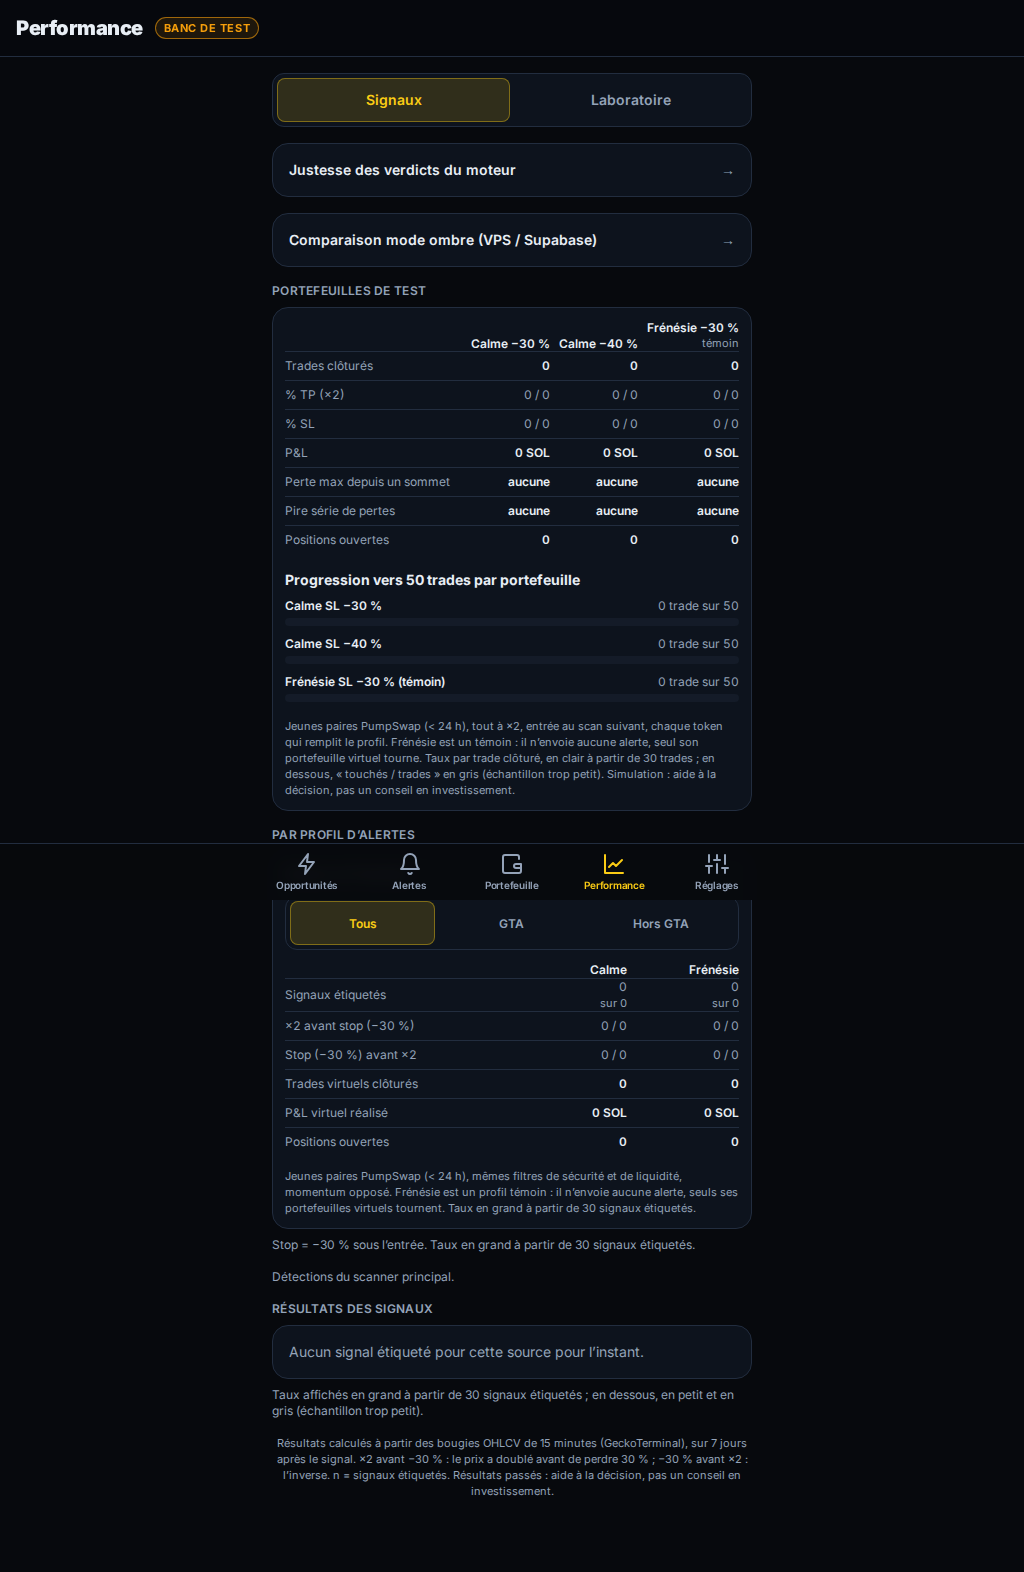 Performance BANC DE TEST
Signaux Laboratoire
Justesse des verdicts du moteur →
Comparaison mode ombre (VPS / Supabase) →
PORTEFEUILLES DE TEST
Calme −30 % Calme −40 % Frénésie −30 % témoin
Trades clôturés 0 0 0
% TP (×2) 0 / 0 0 / 0 0 / 0
% SL 0 / 0 0 / 0 0 / 0
P&L 0 SOL 0 SOL 0 SOL
Perte max depuis un sommet aucune aucune aucune
Pire série de pertes aucune aucune aucune
Positions ouvertes 0 0 0
Progression vers 50 trades par portefeuille
Calme SL −30 % 0 trade sur 50
Calme SL −40 % 0 trade sur 50
Frénésie SL −30 % (témoin) 0 trade sur 50
Jeunes paires PumpSwap (< 24 h), tout à ×2, entrée au scan suivant, chaque token
qui remplit le profil. Frénésie est un témoin : il n’envoie aucune alerte, seul son
portefeuille virtuel tourne. Taux par trade clôturé, en clair à partir de 30 trades ; en
dessous, « touchés / trades » en gris (échantillon trop petit). Simulation : aide à la
décision, pas un conseil en investissement.
PAR PROFIL D’ALERTES
Opportunités Alertes Portefeuille Performance Réglages
Tous GTA Hors GTA
Calme Frénésie
Signaux étiquetés 0 sur 0 0 sur 0
×2 avant stop (−30 %) 0 / 0 0 / 0
Stop (−30 %) avant ×2 0 / 0 0 / 0
Trades virtuels clôturés 0 0
P&L virtuel réalisé 0 SOL 0 SOL
Positions ouvertes 0 0
Jeunes paires PumpSwap (< 24 h), mêmes filtres de sécurité et de liquidité,
momentum opposé. Frénésie est un profil témoin : il n’envoie aucune alerte, seuls ses
portefeuilles virtuels tournent. Taux en grand à partir de 30 signaux étiquetés.
Stop = −30 % sous l’entrée. Taux en grand à partir de 30 signaux étiquetés.
Détections du scanner principal.
RÉSULTATS DES SIGNAUX
Aucun signal étiqueté pour cette source pour l’instant.
Taux affichés en grand à partir de 30 signaux étiquetés ; en dessous, en petit et en
gris (échantillon trop petit).
Résultats calculés à partir des bougies OHLCV de 15 minutes (GeckoTerminal), sur 7 jours
après le signal. ×2 avant −30 % : le prix a doublé avant de perdre 30 % ; −30 % avant ×2 :
l’inverse. n = signaux étiquetés. Résultats passés : aide à la décision, pas un conseil en
investissement.